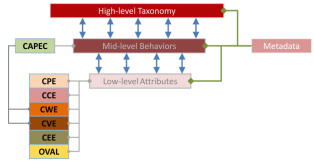 High-level Taxonomy
CAPEC
Mid-level Behaviors
Metadata
Low-level Attributes
CPE
CCE
CWE
CVE
CEE
OVAL